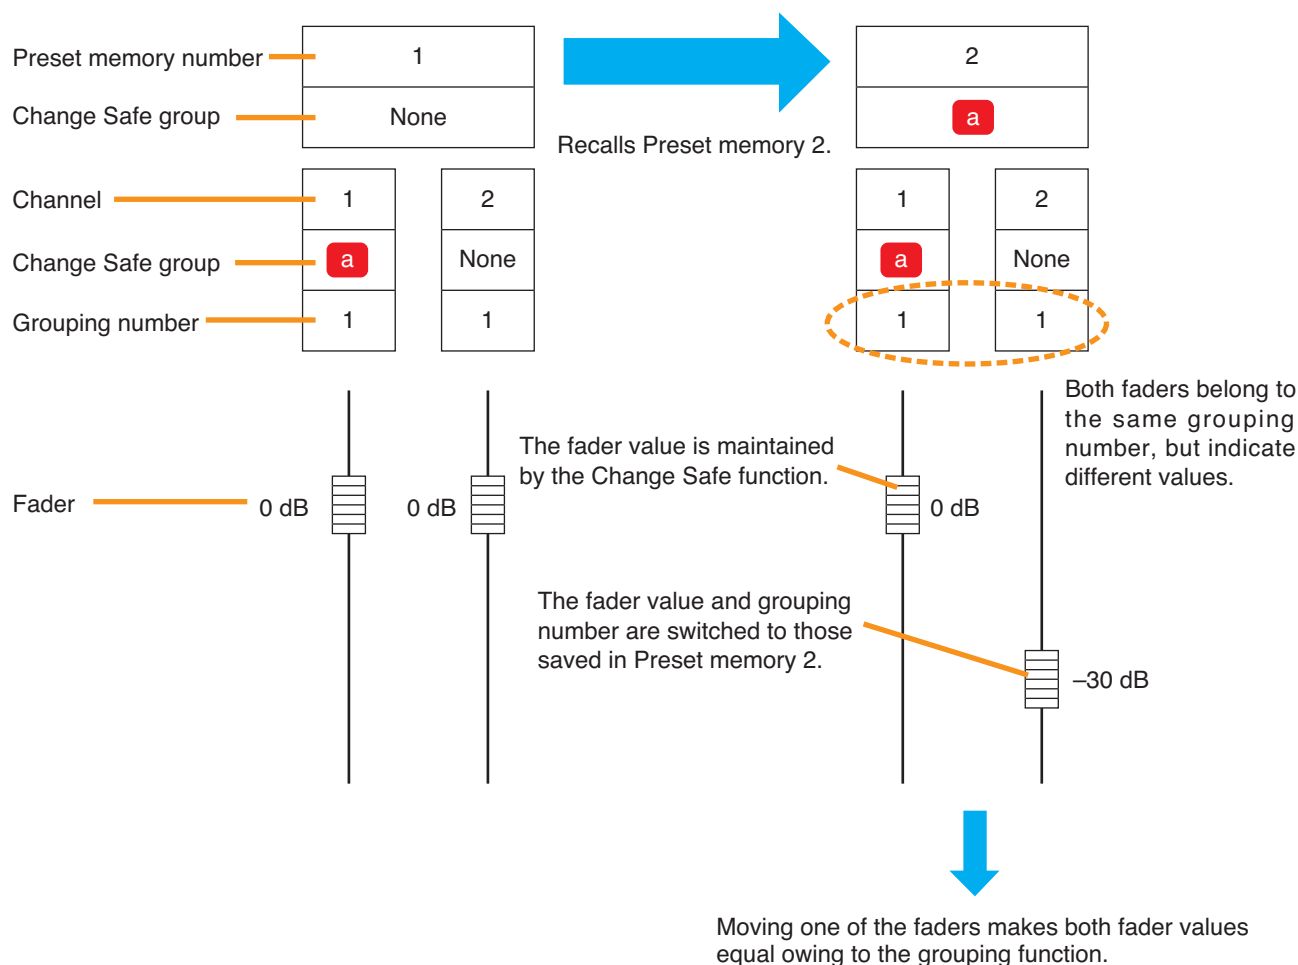 Preset memory number
1
2
Change Safe group
None
a
Recalls Preset memory 2.
Channel
1
2
1
2
Change Safe group
a
None
a
None
Grouping number
1
1
1
1
Both faders belong to
the same grouping
number, but indicate
different values.
The fader value is maintained
by the Change Safe function.
Fader
0 dB
0 dB
0 dB
The fader value and grouping
number are switched to those
saved in Preset memory 2.
–30 dB
Moving one of the faders makes both fader values
equal owing to the grouping function.